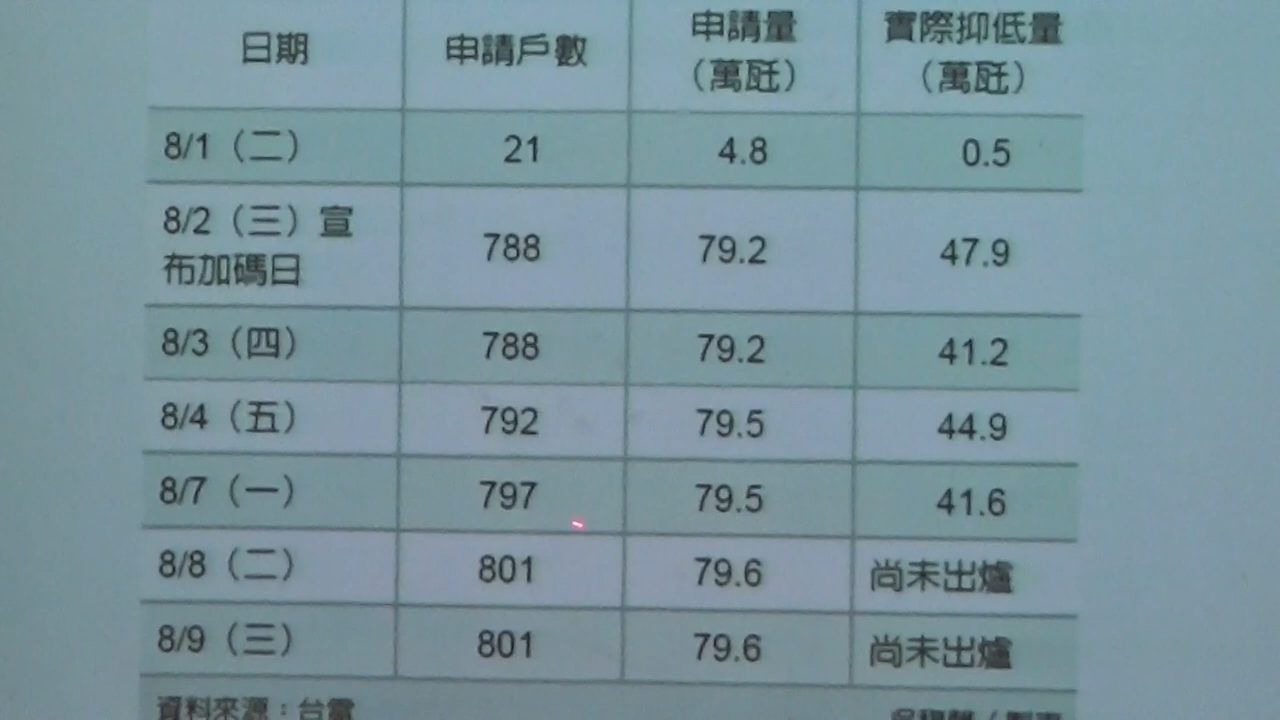 日期 申請戶數 申請量（萬瓩） 實際抑低量（萬瓩）
8/1（二） 21 4.8 0.5
8/2（三）宣布加碼日 788 79.2 47.9
8/3（四） 788 79.2 41.2
8/4（五） 792 79.5 44.9
8/7（一） 797 79.5 41.6
8/8（二） 801 79.6 尚未出爐
8/9（三） 801 79.6 尚未出爐
資料來源：台電